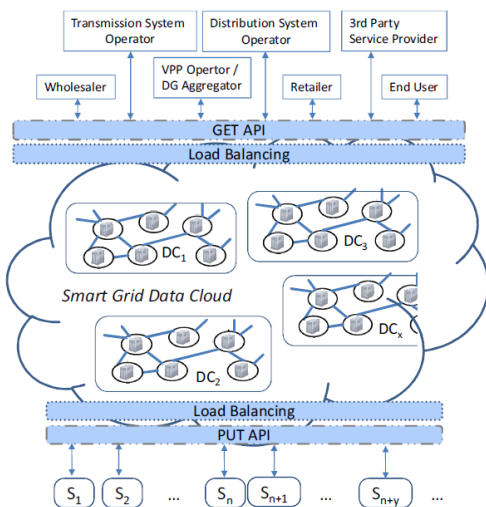 Transmission System
Operator
Distribution System
Operator
3rd Party
Service Provider
Wholesaler
VPP Opertor /
DG Aggregator
Retailer
End User
GET API
Load Balancing
DC1
DC3
Smart Grid Data Cloud
DCx
DC2
Load Balancing
PUT API
S1
S2
...
Sn
Sn+1
...
Sn+y
...